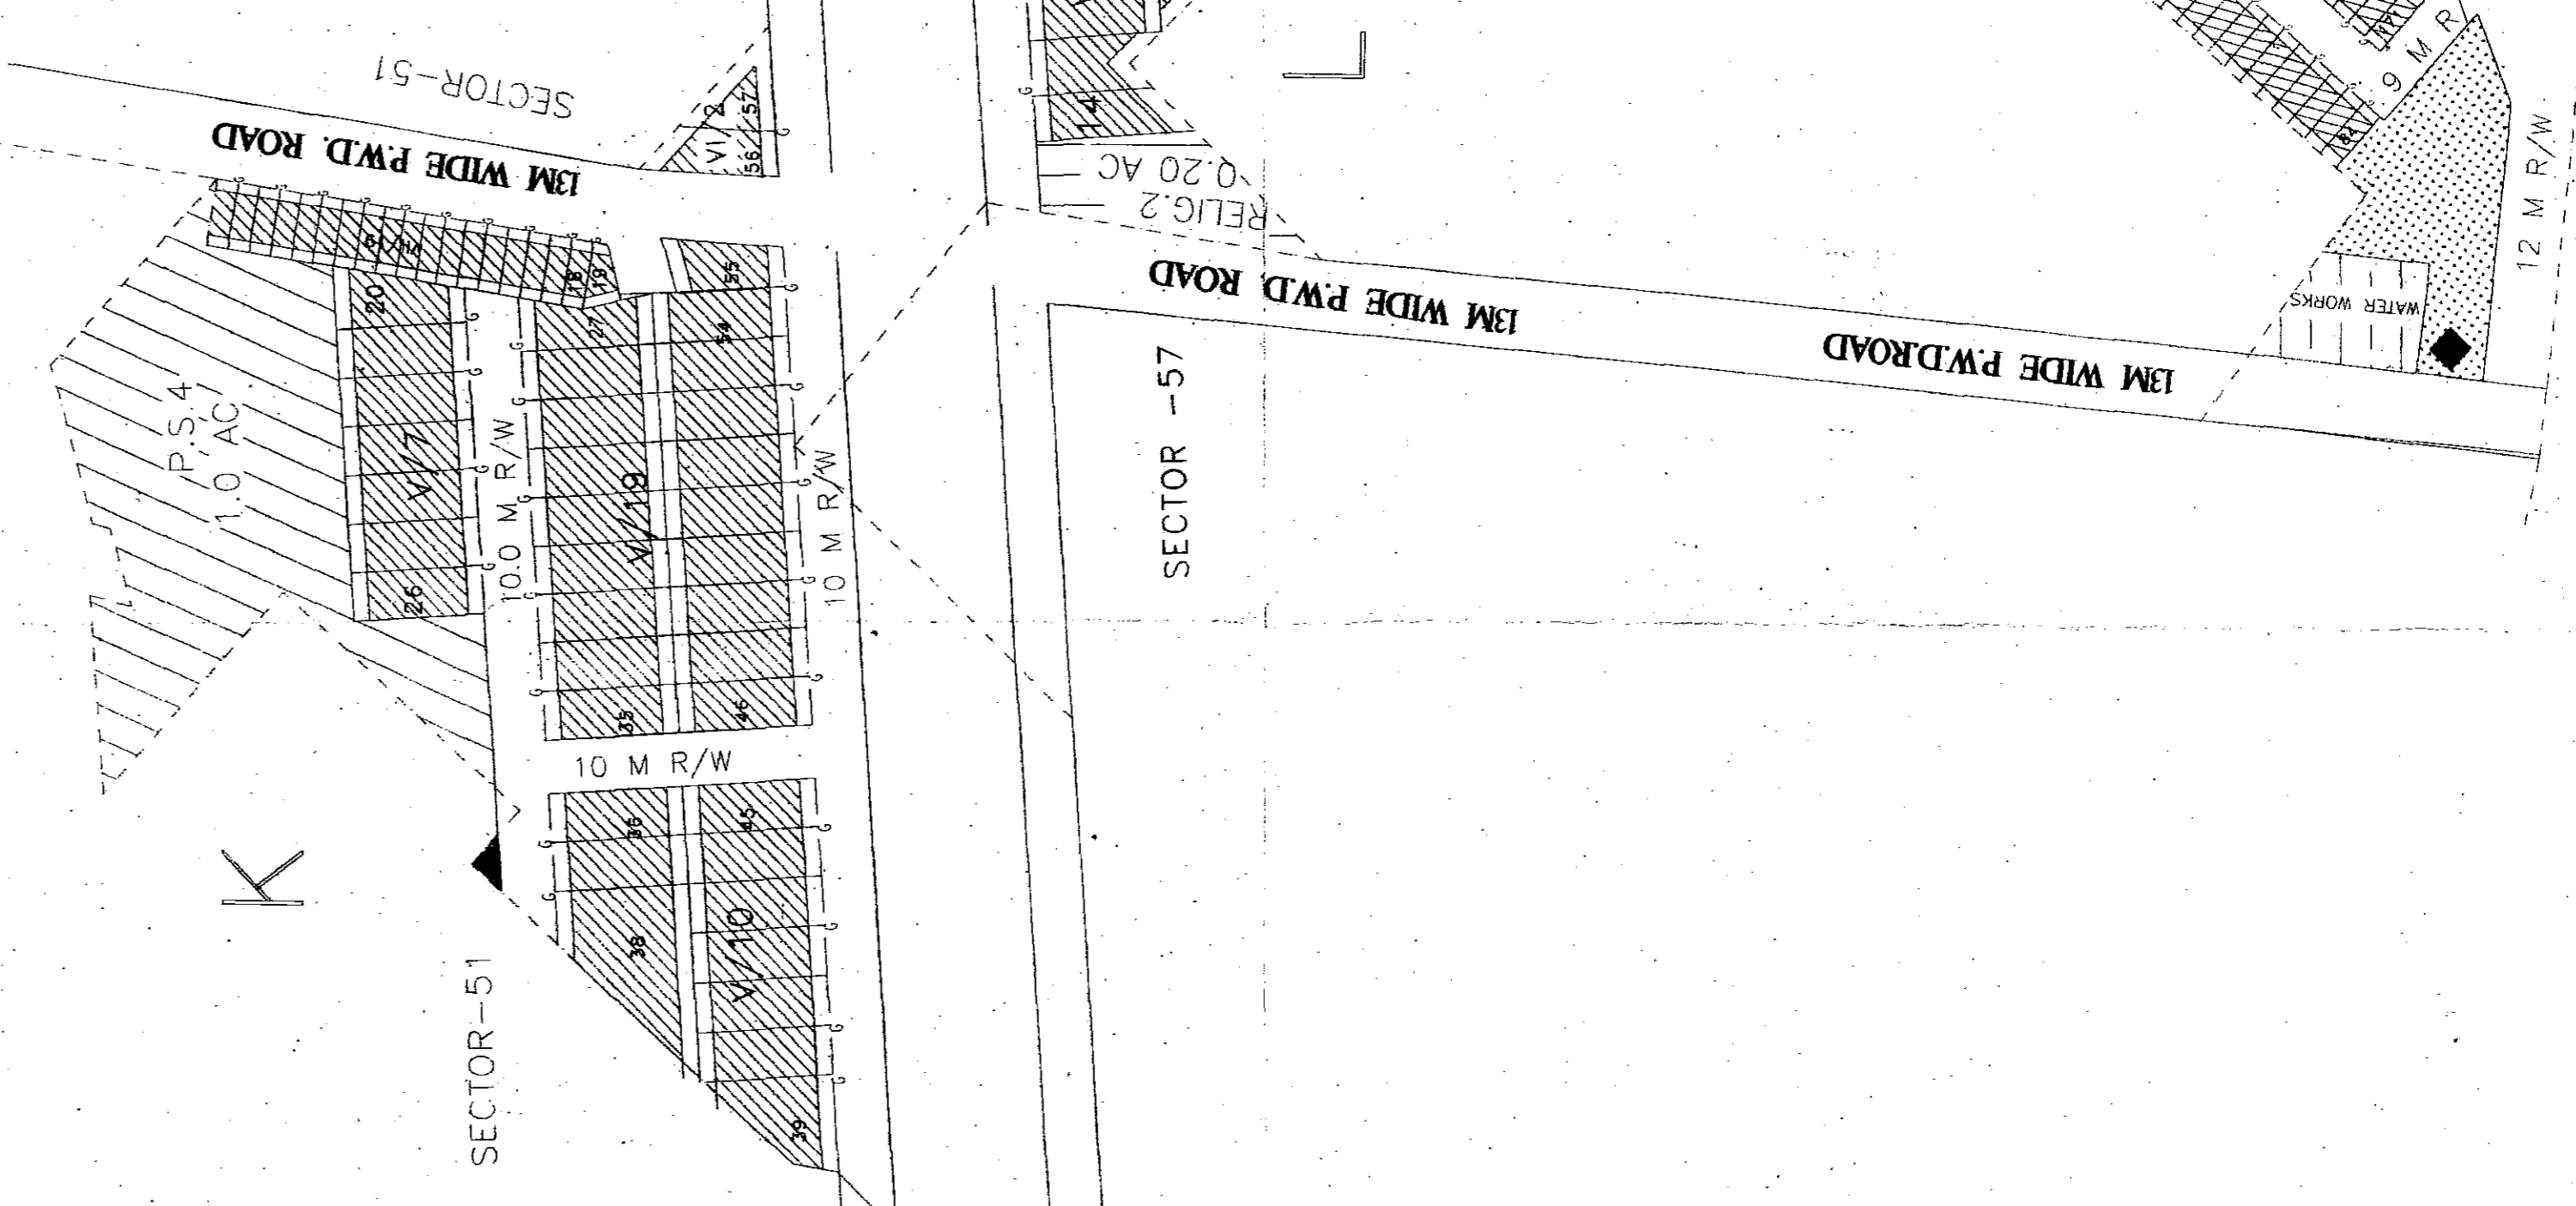 SECTOR-51
13M WIDE P.W.D. ROAD
VI/2
56
57
14
RELIG.2
0.20 AC
L
9 M R
82
12 M R/W
WATER WORKS
13M WIDE P.W.D. ROAD
13M WIDE P.W.D.ROAD
SECTOR -57
18
19
20
V/7
26
P.S.4
1.0 AC
10.0 M R/W
27
V/19
35
55
54
46
10 M R/W
10 M R/W
36
38
45
V/10
39
K
SECTOR-51